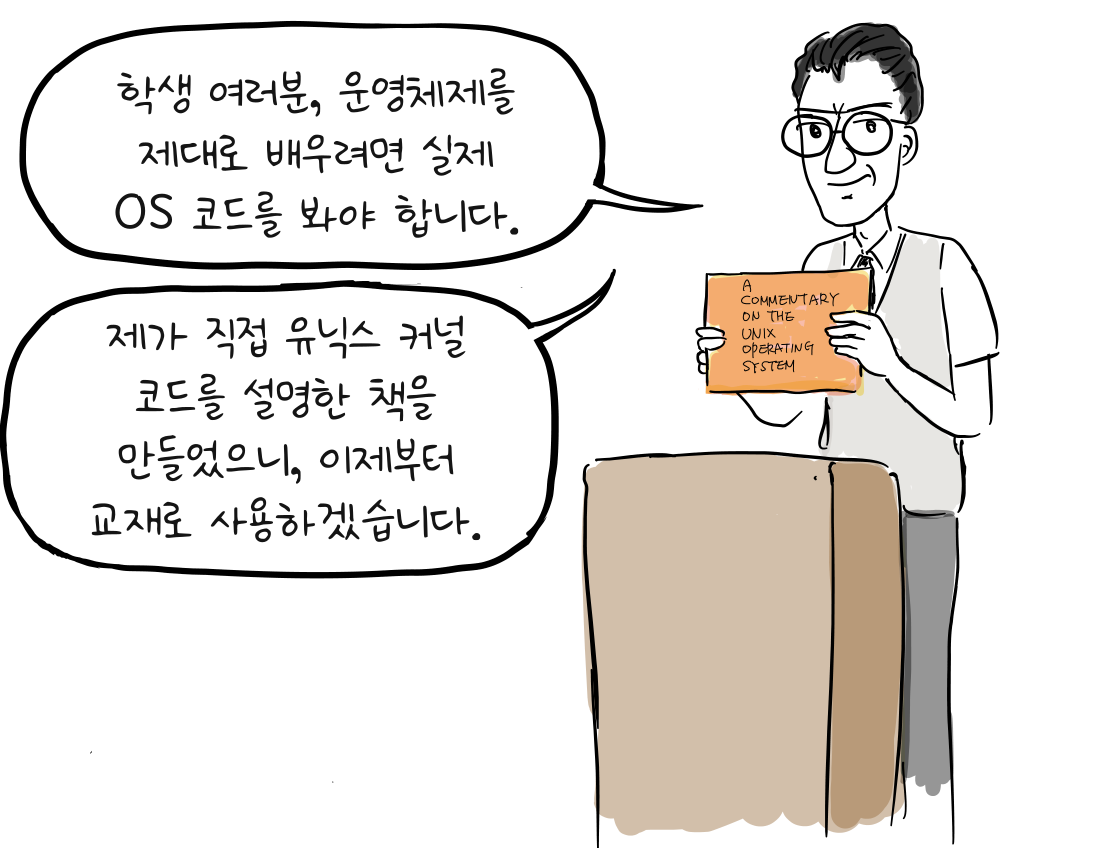 학생 여러분, 운영체제를
제대로 배우려면 실제
OS 코드를 봐야 합니다.
제가 직접 유닉스 커널
코드를 설명한 책을
만들었으니, 이제부터
교재로 사용하겠습니다.
A
COMMENTARY
ON THE
UNIX
OPERATING
SYSTEM